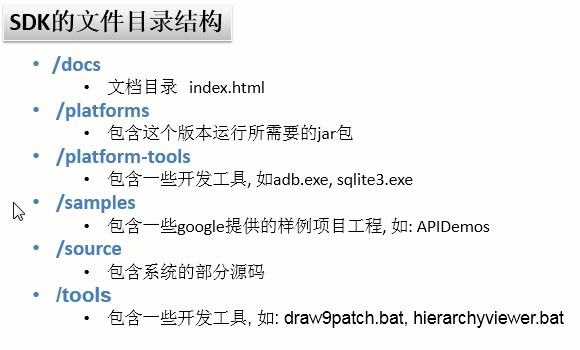 SDK的文件目录结构
• /docs
• 文档目录 index.html
• /platforms
• 包含这个版本运行所需要的jar包
• /platform-tools
• 包含一些开发工具, 如adb.exe, sqlite3.exe
• /samples
• 包含一些google提供的样例项目工程, 如: APIDemos
• /source
• 包含系统的部分源码
• /tools
• 包含一些开发工具, 如: draw9patch.bat, hierarchyviewer.bat